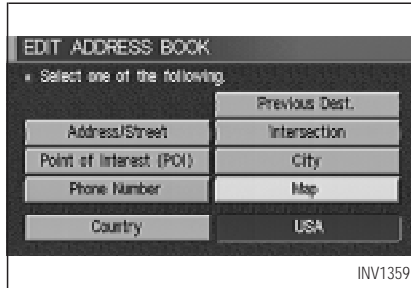 EDIT ADDRESS BOOK
Select one of the following.
Previous Dest.
Address/Street
Intersection
Point of Interest (POI)
City
Phone Number
Map
Country
USA
INV1359